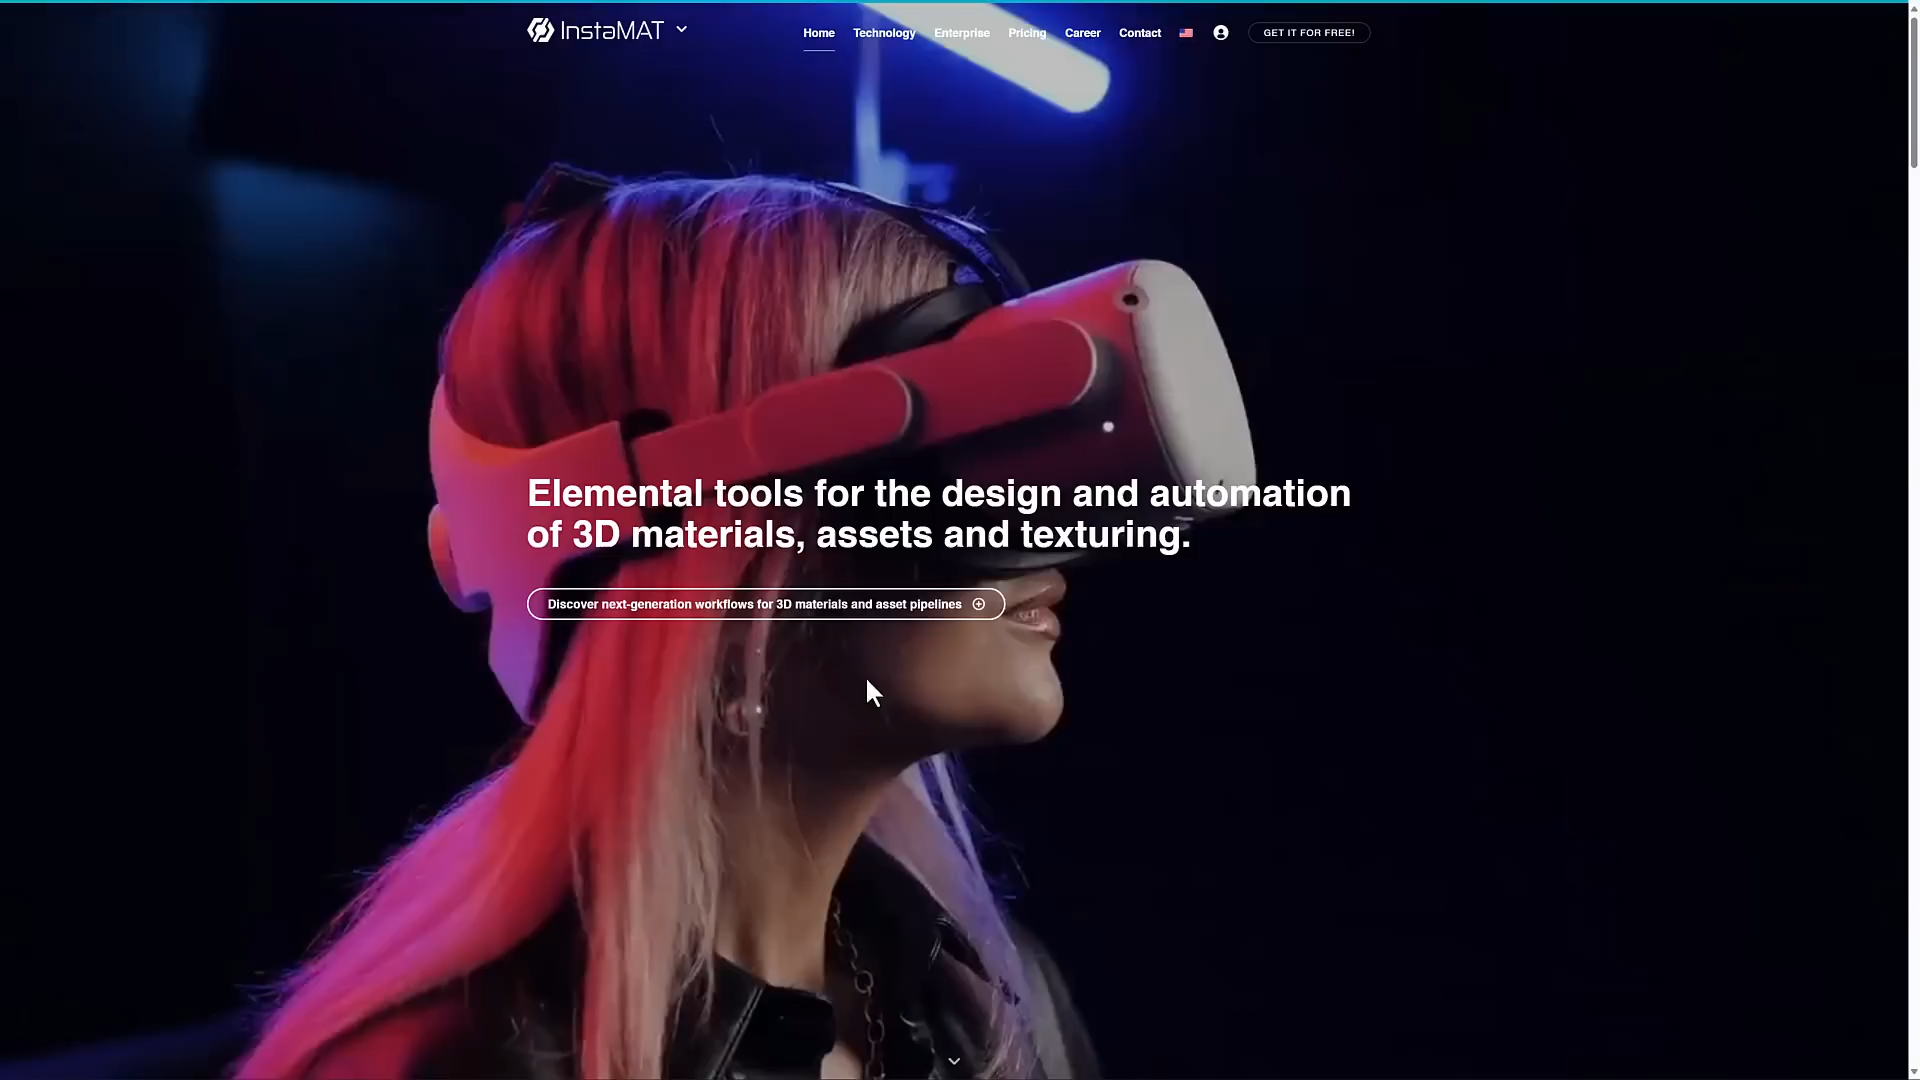 InstaMAT
Home Technology Enterprise Pricing Career Contact GET IT FOR FREE!
Elemental tools for the design and automation
of 3D materials, assets and texturing.
Discover next-generation workflows for 3D materials and asset pipelines